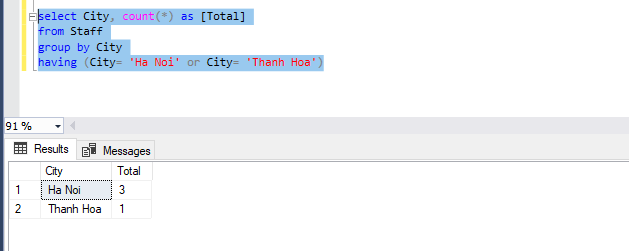 select City, count(*) as [Total]
from Staff
group by City
having (City= 'Ha Noi' or City= 'Thanh Hoa')
91 %
Results Messages
City Total
1 Ha Noi 3
2 Thanh Hoa 1